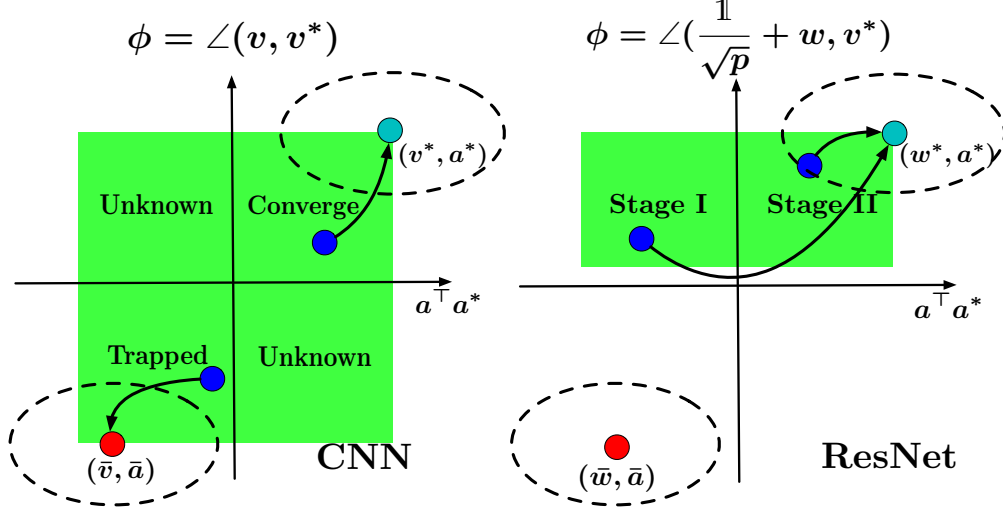 ϕ = ∠(v, v*)
ϕ = ∠(𝟙/√p + w, v*)
(v*, a*)
(w*, a*)
Unknown
Converge
Stage I
Stage II
a⊤a*
a⊤a*
Trapped
Unknown
CNN
ResNet
(v̄, ā)
(w̄, ā)